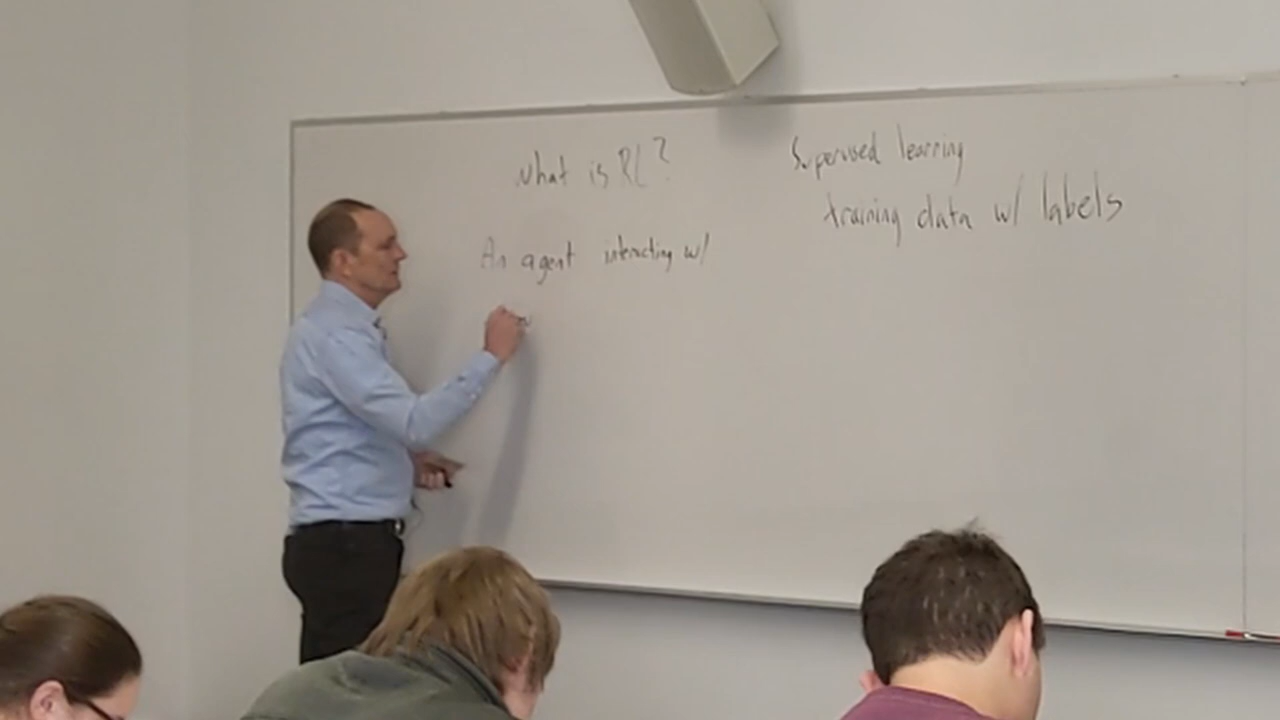 What is RL?
An agent interacting w/
Supervised learning
training data w/ labels